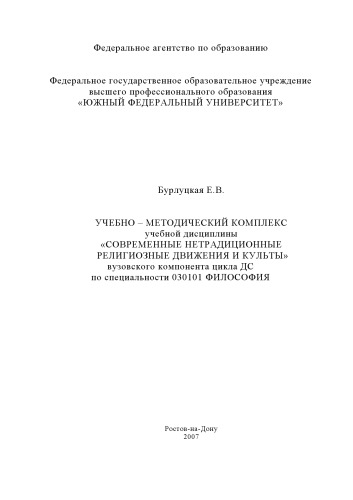 Федеральное агентство по образованию
Федеральное государственное образовательное учреждение
высшего профессионального образования
«ЮЖНЫЙ ФЕДЕРАЛЬНЫЙ УНИВЕРСИТЕТ»
Бурлуцкая Е.В.
УЧЕБНО – МЕТОДИЧЕСКИЙ КОМПЛЕКС
учебной дисциплины
«СОВРЕМЕННЫЕ НЕТРАДИЦИОННЫЕ
РЕЛИГИОЗНЫЕ ДВИЖЕНИЯ И КУЛЬТЫ»
вузовского компонента цикла ДС
по специальности 030101 ФИЛОСОФИЯ
Ростов-на-Дону
2007